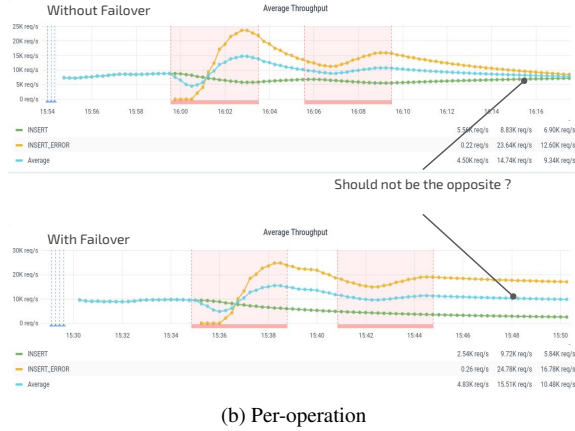 Without Failover
Average Throughput
25K req/s
20K req/s
15K req/s
10K req/s
5K req/s
0 req/s
15:54 15:56 15:58 16:00 16:02 16:04 16:06 16:08 16:10 16:12 16:14 16:16
INSERT 5.56K req/s 8.83K req/s 6.90K req/s
INSERT_ERROR 0.22 req/s 23.64K req/s 12.60K req/s
Average 4.50K req/s 14.74K req/s 9.34K req/s
Should not be the opposite ?
With Failover
Average Throughput
30K req/s
20K req/s
10K req/s
0 req/s
15:30 15:32 15:34 15:36 15:38 15:40 15:42 15:44 15:46 15:48 15:50
INSERT 2.54K req/s 9.72K req/s 5.84K req/s
INSERT_ERROR 0.26 req/s 24.78K req/s 16.78K req/s
Average 4.83K req/s 15.51K req/s 10.48K req/s
(b) Per-operation